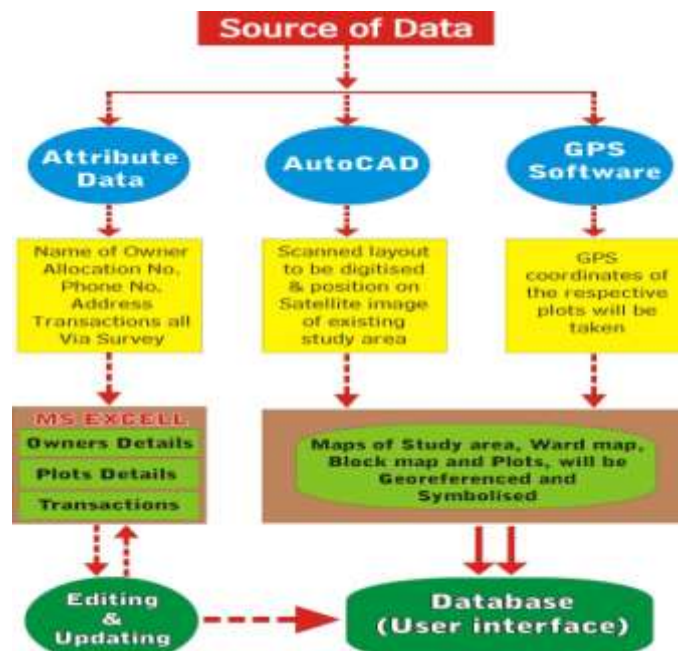 Source of Data
Attribute
Data
AutoCAD
GPS
Software
Name of Owner
Allocation No.
Phone No.
Address
Transactions all
Via Survey
Scanned layout
to be digitised
& position on
Satellite image
of existing
study area
GPS
coordinates of
the respective
plots will be
taken
MS EXCELL
Owners Details
Plots Details
Transactions
Maps of Study area, Ward map,
Block map and Plots, will be
Georeferenced and
Symbolised
Editing
&
Updating
Database
(User interface)